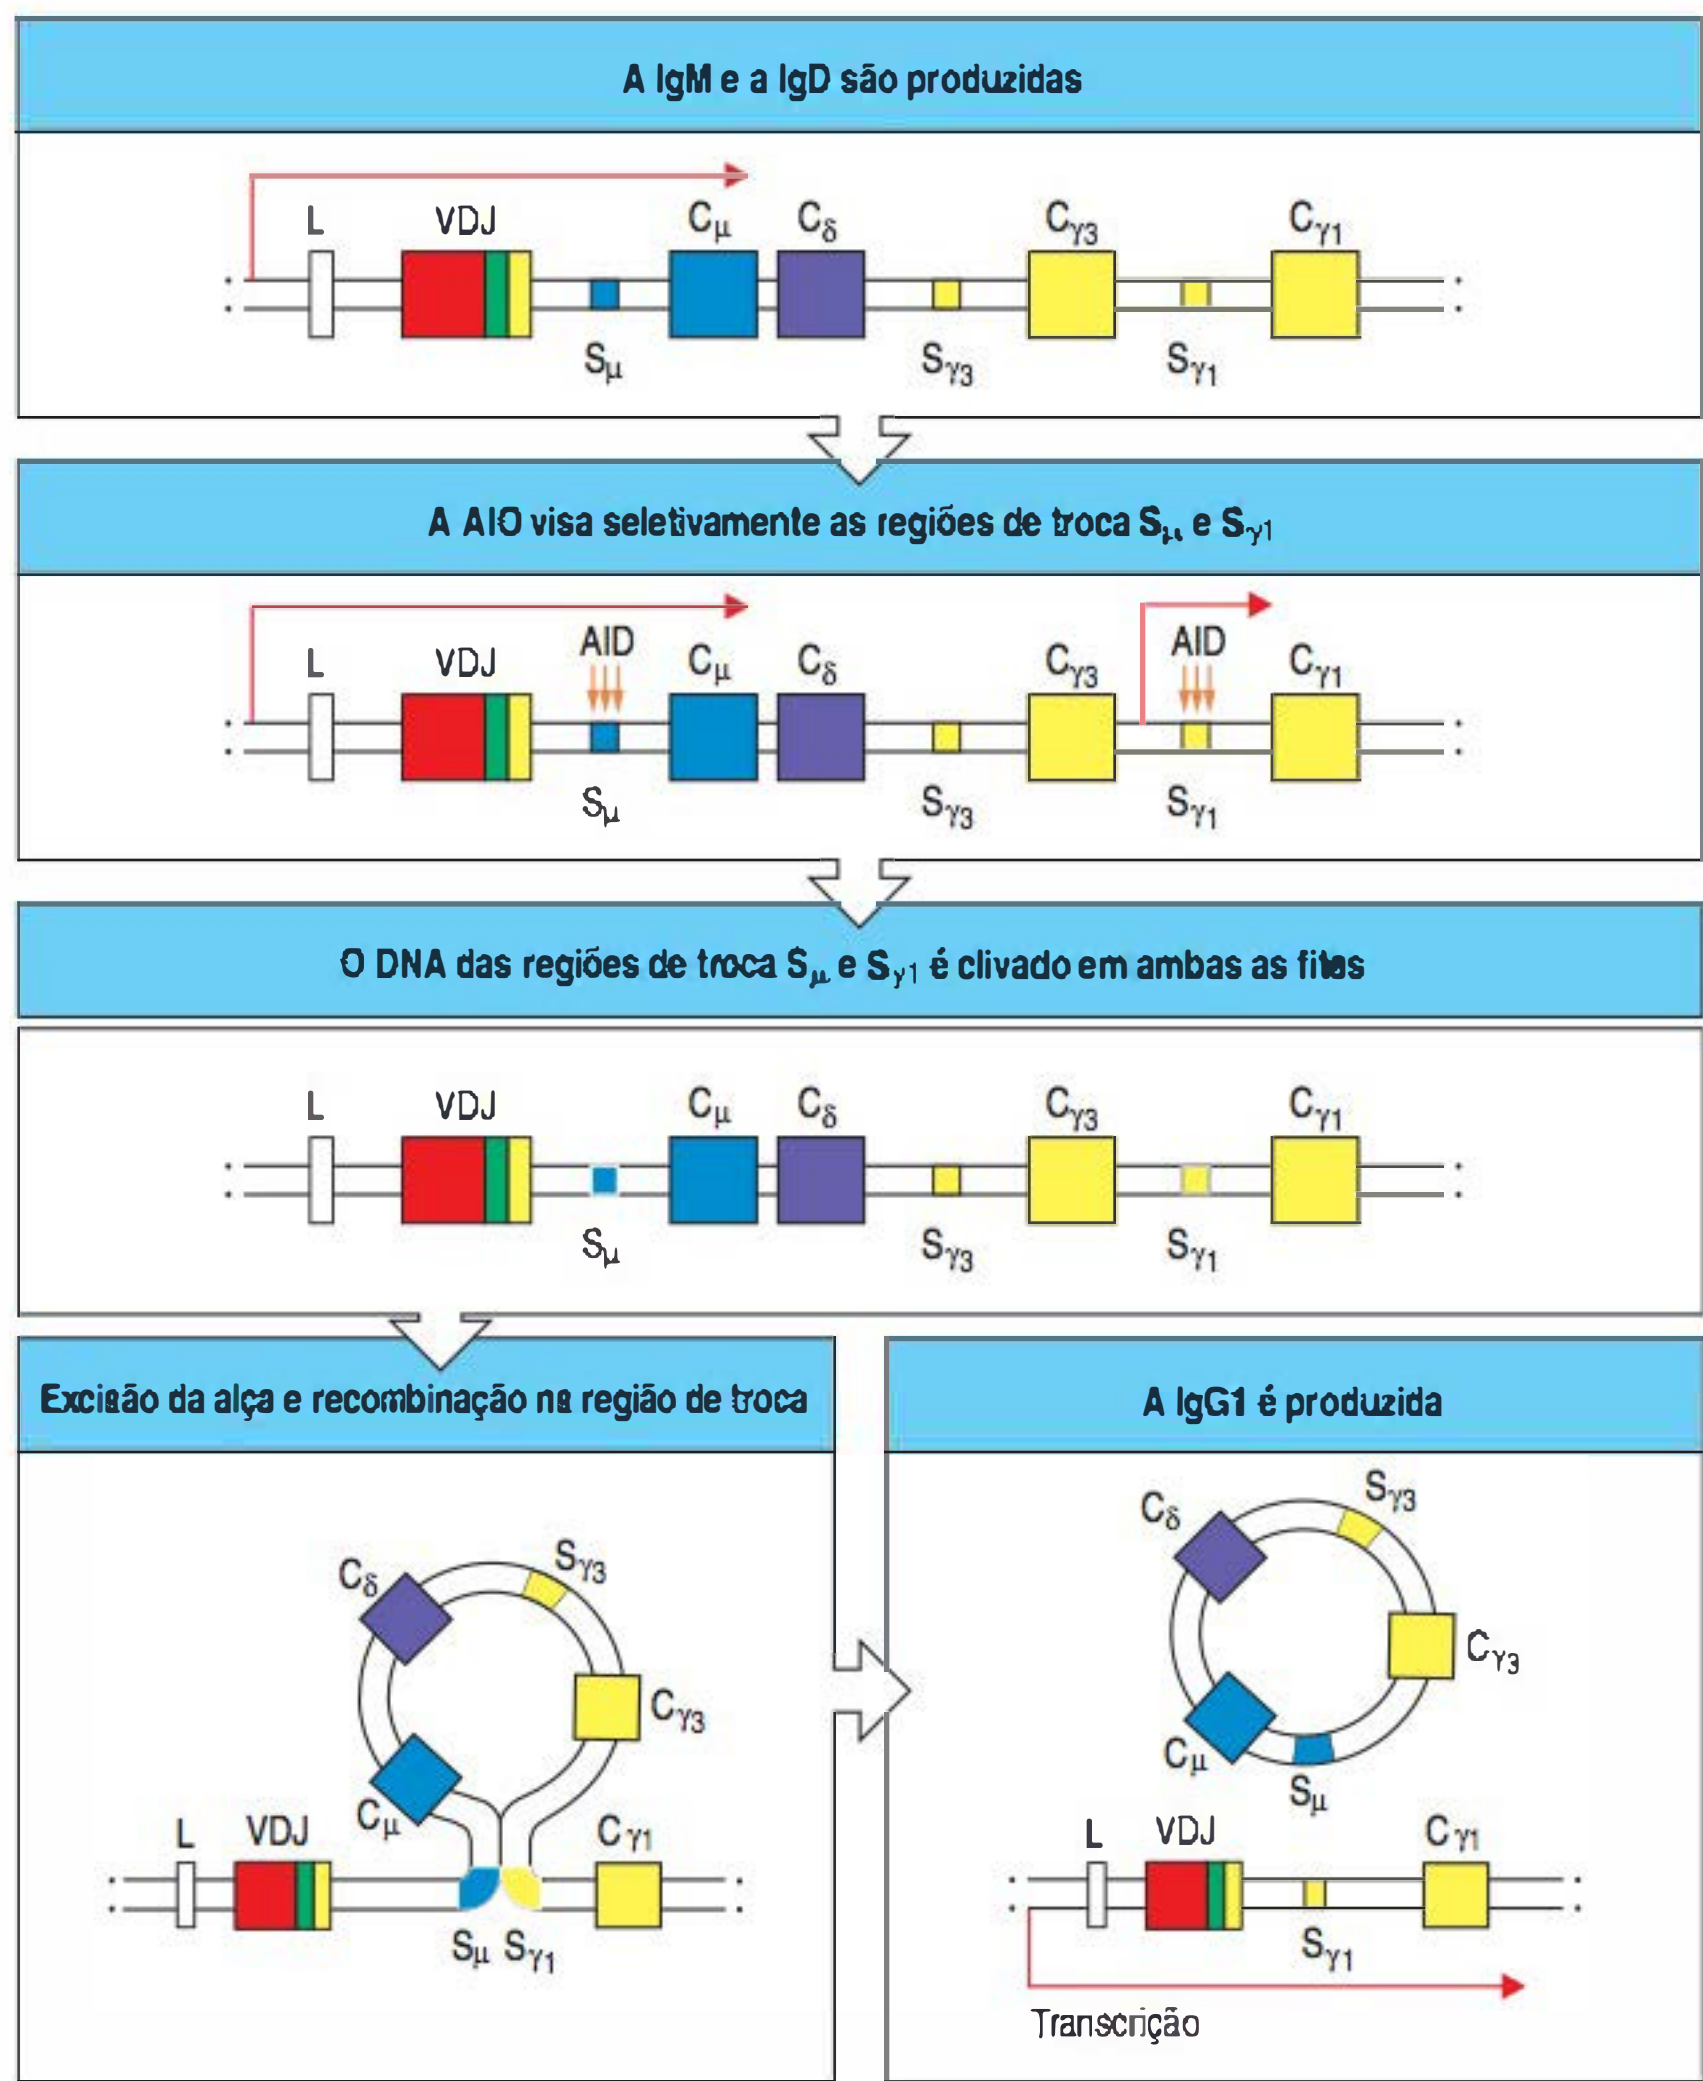 A IgM e a IgD são produzidas
L VDJ Cμ Cδ Cγ3 Cγ1
Sμ Sγ3 Sγ1
A AIO visa seletivamente as regiões de troca Sμ e Sγ1
L VDJ AID Cμ Cδ Cγ3 AID Cγ1
Sμ Sγ3 Sγ1
O DNA das regiões de troca Sμ e Sγ1 é clivado em ambas as fitas
L VDJ Cμ Cδ Cγ3 Cγ1
Sμ Sγ3 Sγ1
Excisão da alça e recombinação na região de troca
Cδ Sγ3
Cγ3
Cμ
L VDJ Cγ1
Sμ Sγ1
A IgG1 é produzida
Cδ Sγ3
Cγ3
Cμ
Sμ
L VDJ Cγ1
Sγ1
Transcrição